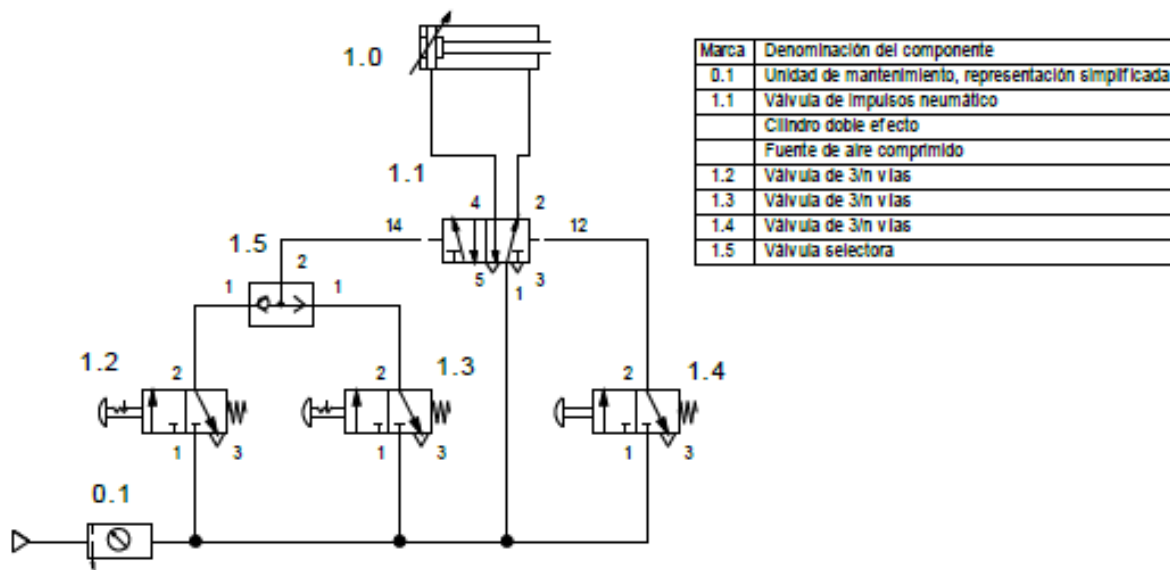 1.0
1.1
4
2
14
12
5
1
3
1.5
2
1
1
1.2
2
1
3
1.3
2
1
3
1.4
2
1
3
0.1
Marca Denominación del componente
0.1 Unidad de mantenimiento, representación simplificada
1.1 Válvula de impulsos neumático
Cilindro doble efecto
Fuente de aire comprimido
1.2 Válvula de 3/n vías
1.3 Válvula de 3/n vías
1.4 Válvula de 3/n vías
1.5 Válvula selectora